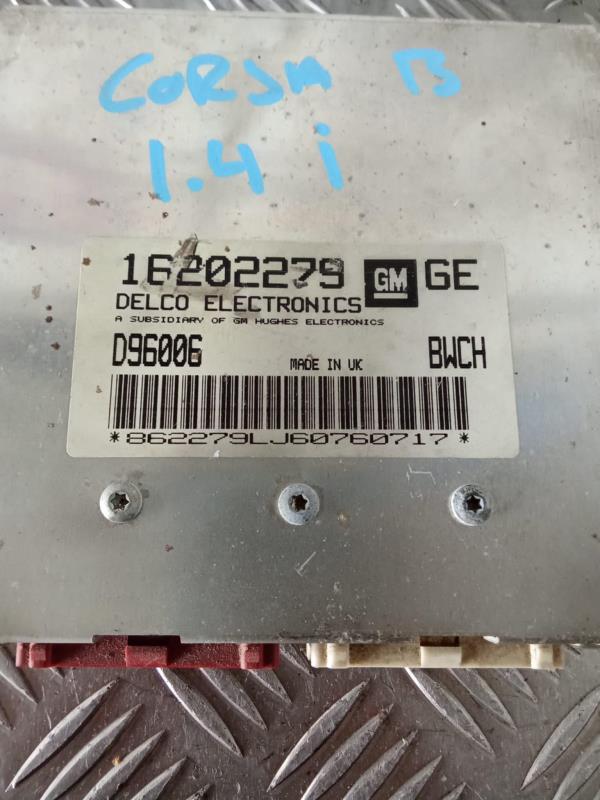 CORSA B
1.4 i
16202279 GM GE
DELCO ELECTRONICS
A SUBSIDIARY OF GM HUGHES ELECTRONICS
D96006 MADE IN UK BWCH
*862279LJ60760717*